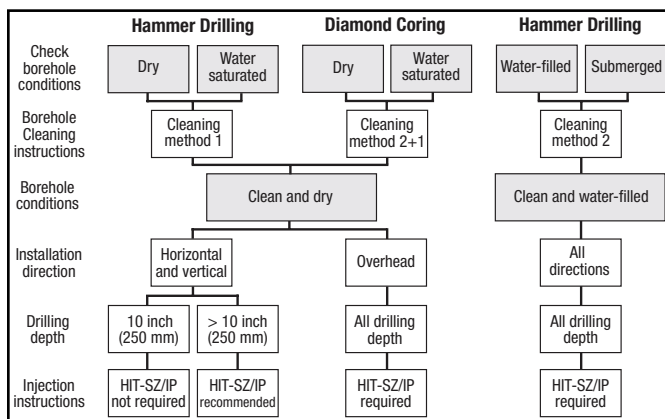 Hammer Drilling
Diamond Coring
Hammer Drilling
Check
borehole
conditions
Dry
Water
saturated
Dry
Water
saturated
Water-filled
Submerged
Borehole
Cleaning
instructions
Cleaning
method 1
Cleaning
method 2+1
Cleaning
method 2
Borehole
conditions
Clean and dry
Clean and water-filled
Installation
direction
Horizontal
and vertical
Overhead
All
directions
Drilling
depth
10 inch
(250 mm)
> 10 inch
(250 mm)
All drilling
depth
All drilling
depth
Injection
instructions
HIT-SZ/IP
not required
HIT-SZ/IP
recommended
HIT-SZ/IP
required
HIT-SZ/IP
required